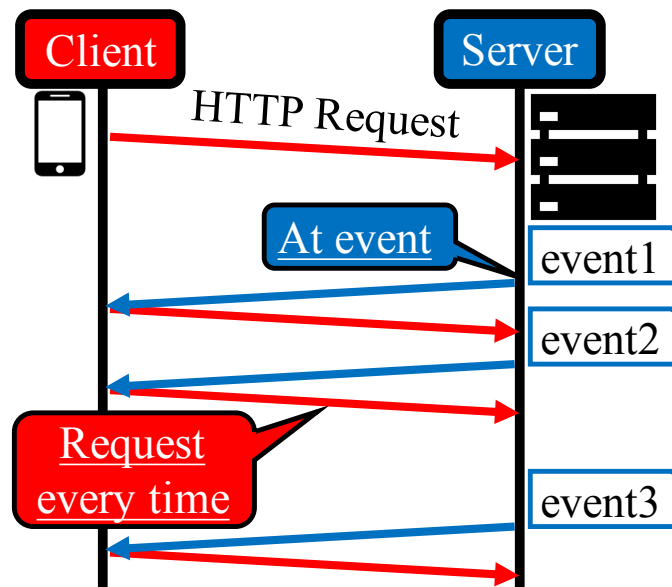 Client
Server
HTTP Request
At event
event1
event2
Request
every time
event3